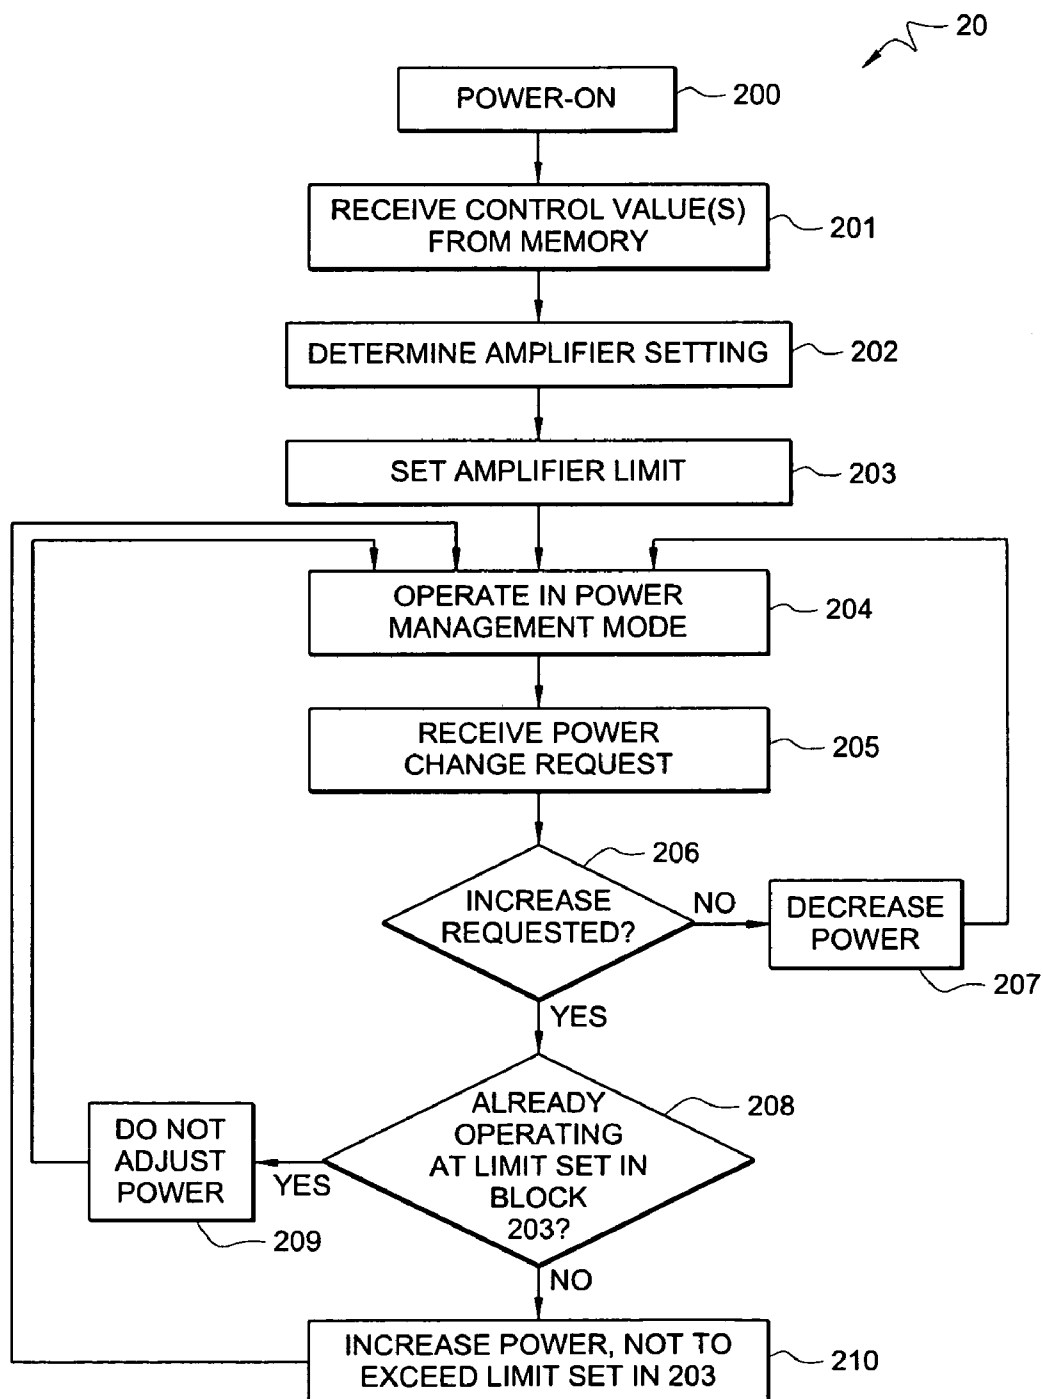 20
POWER-ON
200
RECEIVE CONTROL VALUE(S)
FROM MEMORY
201
DETERMINE AMPLIFIER SETTING
202
SET AMPLIFIER LIMIT
203
OPERATE IN POWER
MANAGEMENT MODE
204
RECEIVE POWER
CHANGE REQUEST
205
206
INCREASE
REQUESTED?
NO
DECREASE
POWER
207
YES
208
ALREADY
OPERATING
AT LIMIT SET IN
BLOCK
203?
YES
DO NOT
ADJUST
POWER
209
NO
INCREASE POWER, NOT TO
EXCEED LIMIT SET IN 203
210